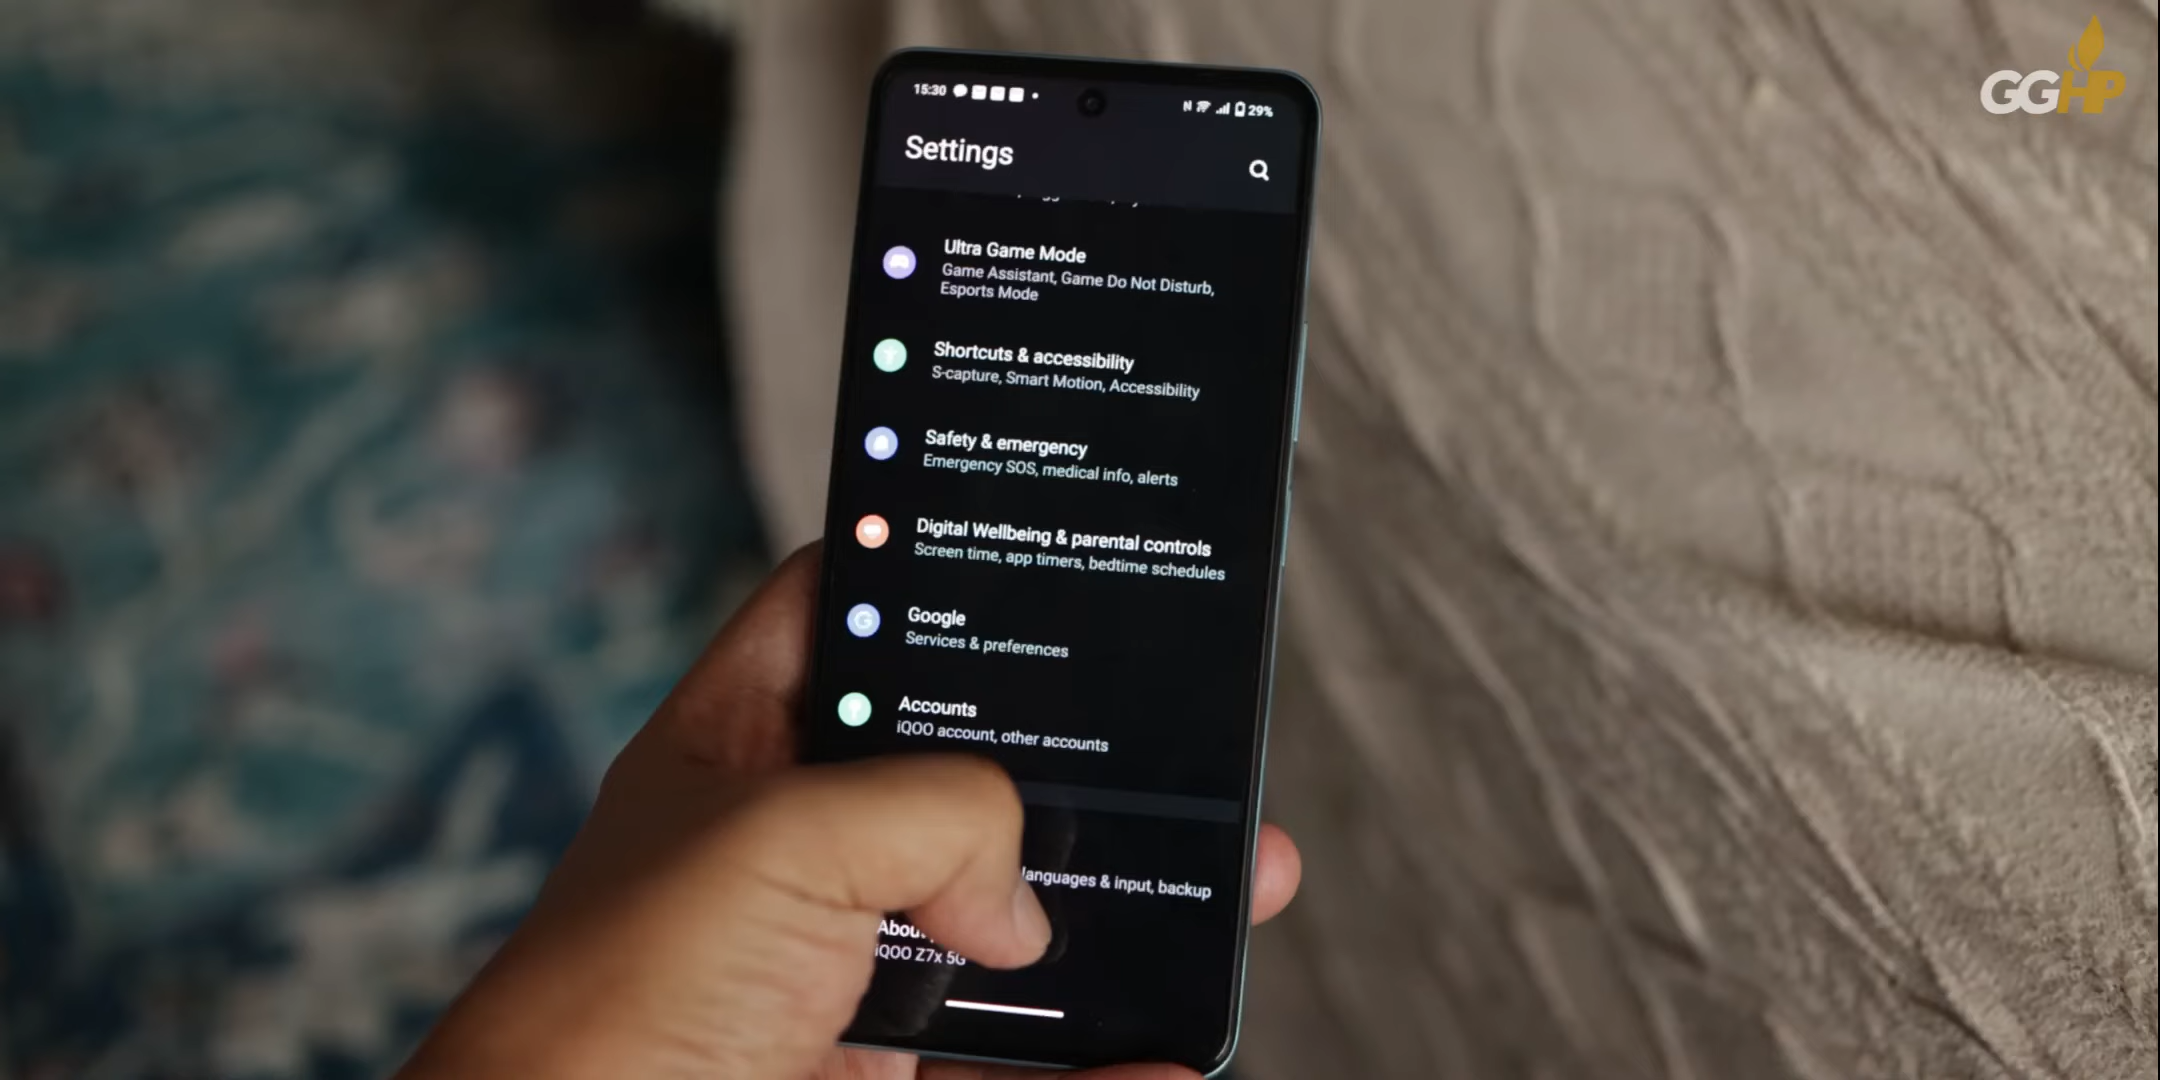 GGHP
15:30
29%
Settings
Ultra Game Mode
Game Assistant, Game Do Not Disturb,
Esports Mode
Shortcuts & accessibility
S-capture, Smart Motion, Accessibility
Safety & emergency
Emergency SOS, medical info, alerts
Digital Wellbeing & parental controls
Screen time, app timers, bedtime schedules
Google
Services & preferences
Accounts
iQOO account, other accounts
languages & input, backup
iQOO Z7x 5G